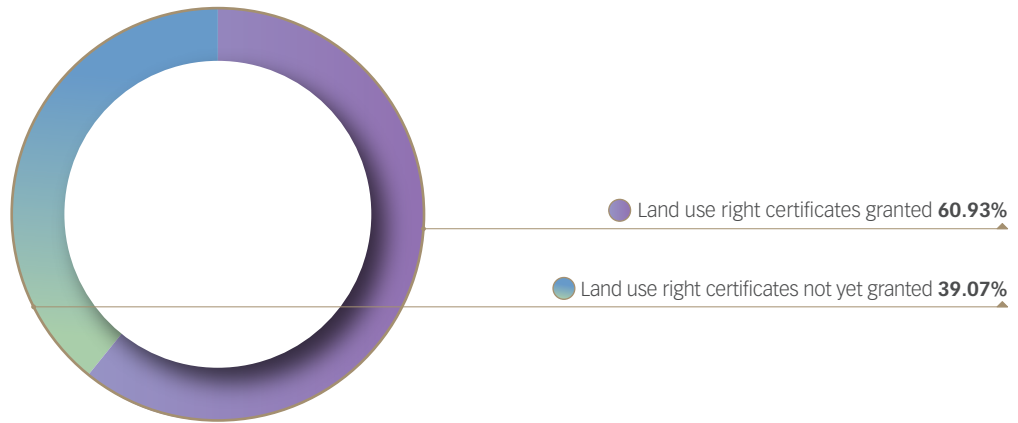 Land use right certificates granted 60.93%
Land use right certificates not yet granted 39.07%